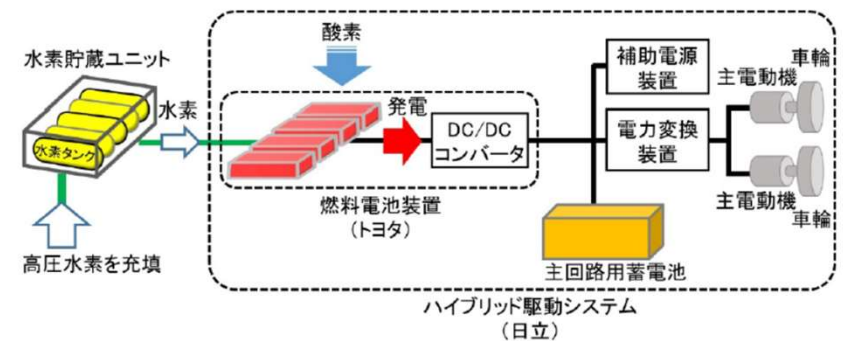 水素貯蔵ユニット
水素タンク
水素
高圧水素を充填
酸素
発電
DC/DC
コンバータ
燃料電池装置
(トヨタ)
補助電源
装置
電力変換
装置
主電動機
車輪
主電動機
車輪
主回路用蓄電池
ハイブリッド駆動システム
(日立)